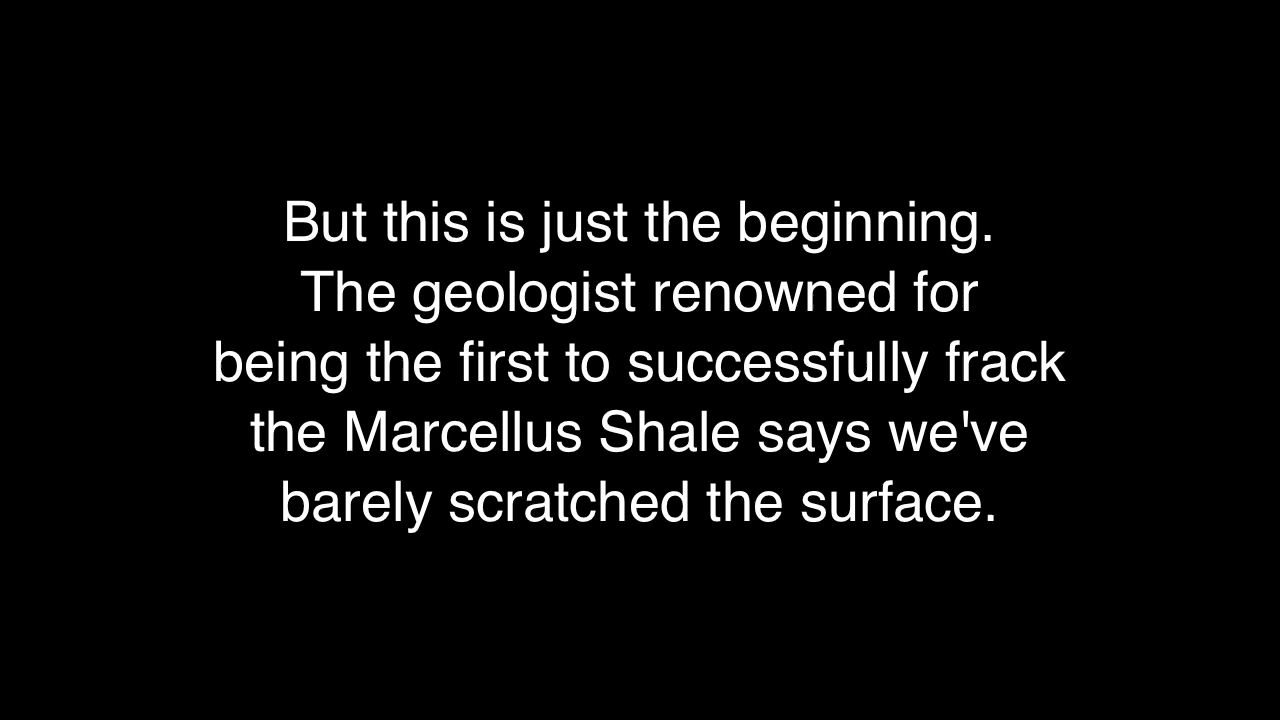 But this is just the beginning.
The geologist renowned for
being the first to successfully frack
the Marcellus Shale says we've
barely scratched the surface.